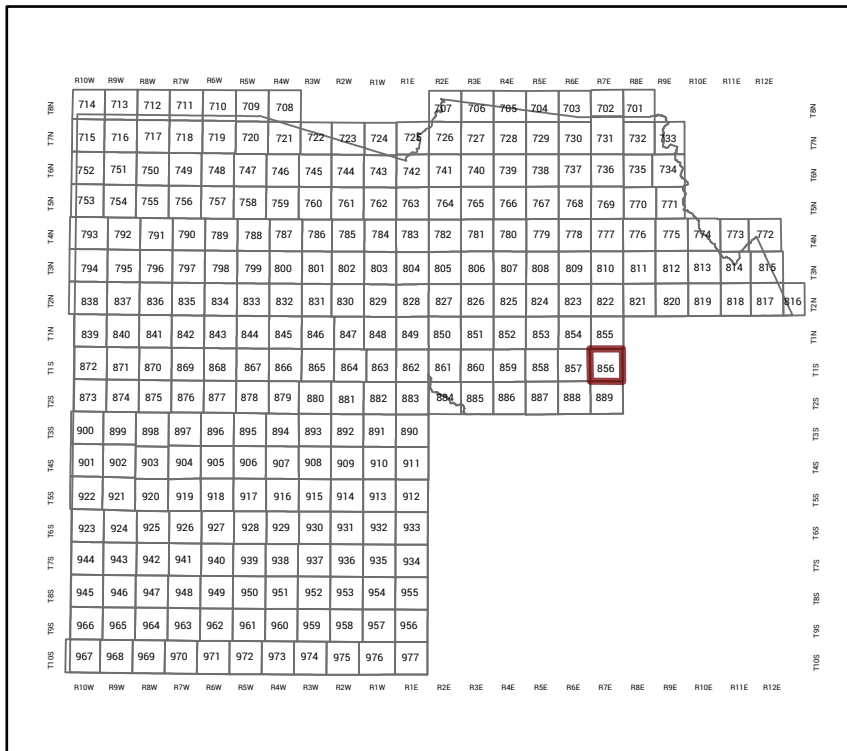 R10W R9W R8W R7W R6W R5W R4W R3W R2W R1W R1E R2E R3E R4E R5E R6E R7E R8E R9E R10E R11E R12E
T8N 714 713 712 711 710 709 708 707 706 705 704 703 702 701 T8N
T7N 715 716 717 718 719 720 721 722 723 724 725 726 727 728 729 730 731 732 733 T7N
T6N 752 751 750 749 748 747 746 745 744 743 742 741 740 739 738 737 736 735 734 T6N
T5N 753 754 755 756 757 758 759 760 761 762 763 764 765 766 767 768 769 770 771 T5N
T4N 793 792 791 790 789 788 787 786 785 784 783 782 781 780 779 778 777 776 775 774 773 772 T4N
T3N 794 795 796 797 798 799 800 801 802 803 804 805 806 807 808 809 810 811 812 813 814 815 T3N
T2N 838 837 836 835 834 833 832 831 830 829 828 827 826 825 824 823 822 821 820 819 818 817 816 T2N
T1N 839 840 841 842 843 844 845 846 847 848 849 850 851 852 853 854 855 T1N
T1S 872 871 870 869 868 867 866 865 864 863 862 861 860 859 858 857 856 T1S
T2S 873 874 875 876 877 878 879 880 881 882 883 884 885 886 887 888 889 T2S
T3S 900 899 898 897 896 895 894 893 892 891 890 T3S
T4S 901 902 903 904 905 906 907 908 909 910 911 T4S
T5S 922 921 920 919 918 917 916 915 914 913 912 T5S
T6S 923 924 925 926 927 928 929 930 931 932 933 T6S
T7S 944 943 942 941 940 939 938 937 936 935 934 T7S
T8S 945 946 947 948 949 950 951 952 953 954 955 T8S
T9S 966 965 964 963 962 961 960 959 958 957 956 T9S
T10S 967 968 969 970 971 972 973 974 975 976 977 T10S
R10W R9W R8W R7W R6W R5W R4W R3W R2W R1W R1E R2E R3E R4E R5E R6E R7E R8E R9E R10E R11E R12E